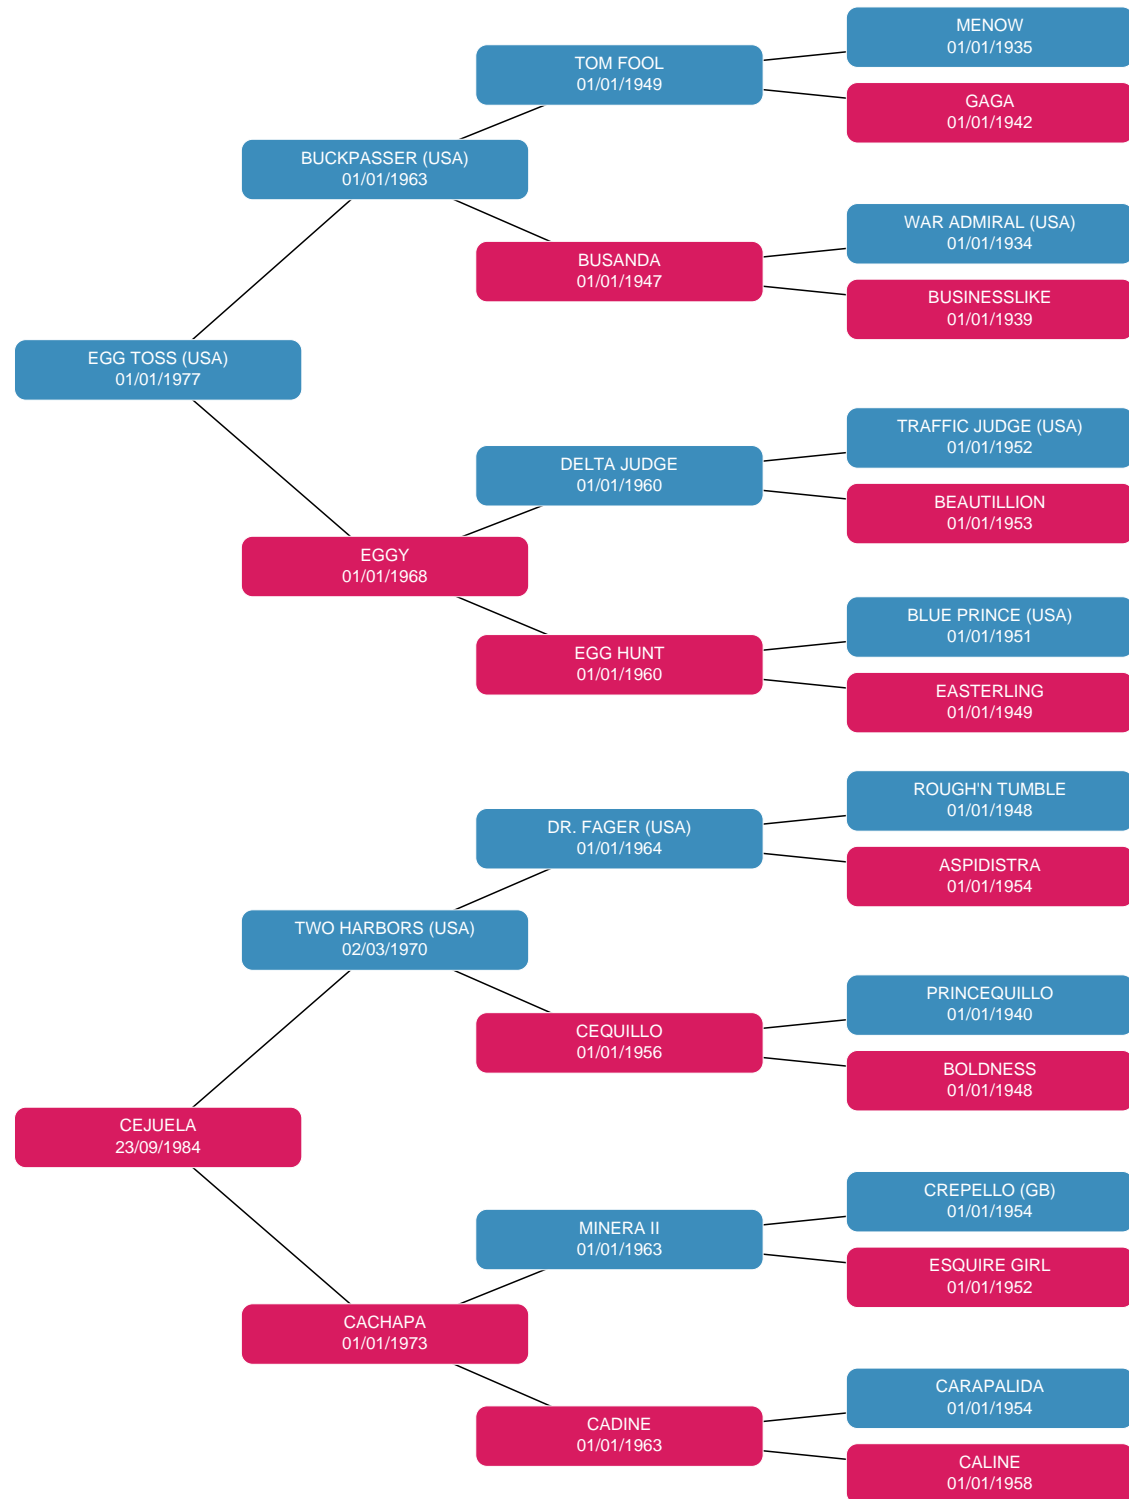 MENOW
01/01/1935
TOM FOOL
01/01/1949
GAGA
01/01/1942
BUCKPASSER (USA)
01/01/1963
WAR ADMIRAL (USA)
01/01/1934
BUSANDA
01/01/1947
BUSINESSLIKE
01/01/1939
EGG TOSS (USA)
01/01/1977
TRAFFIC JUDGE (USA)
01/01/1952
DELTA JUDGE
01/01/1960
BEAUTILLION
01/01/1953
EGGY
01/01/1968
BLUE PRINCE (USA)
01/01/1951
EGG HUNT
01/01/1960
EASTERLING
01/01/1949
ROUGH'N TUMBLE
01/01/1948
DR. FAGER (USA)
01/01/1964
ASPIDISTRA
01/01/1954
TWO HARBORS (USA)
02/03/1970
PRINCEQUILLO
01/01/1940
CEQUILLO
01/01/1956
BOLDNESS
01/01/1948
CEJUELA
23/09/1984
CREPELLO (GB)
01/01/1954
MINERA II
01/01/1963
ESQUIRE GIRL
01/01/1952
CACHAPA
01/01/1973
CARAPALIDA
01/01/1954
CADINE
01/01/1963
CALINE
01/01/1958